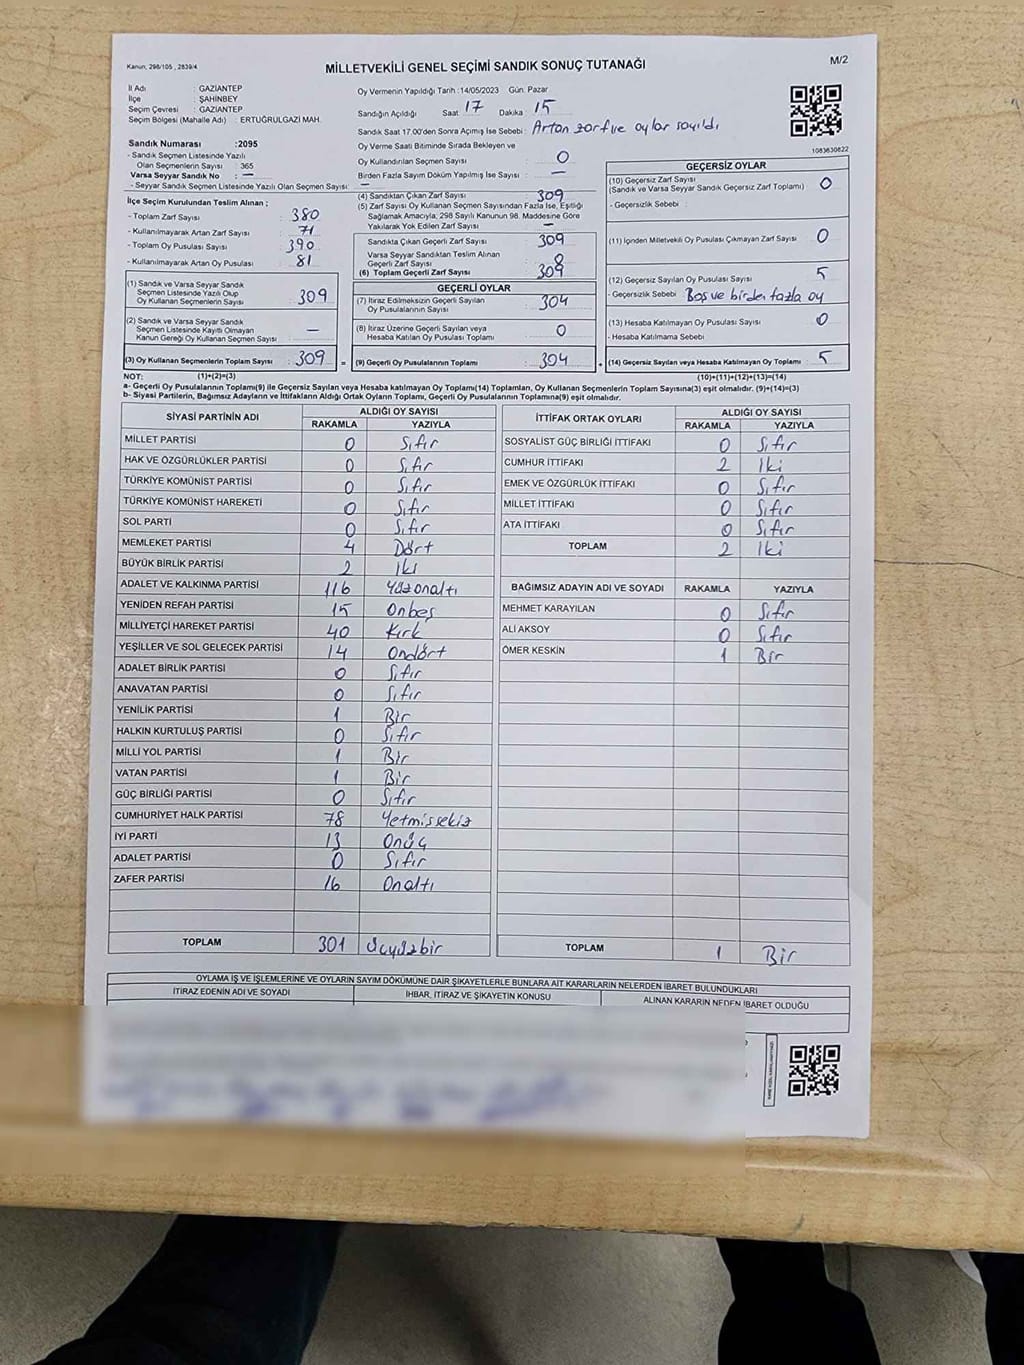 Kanun, 298/105 , 2839/4
MİLLETVEKİLİ GENEL SEÇİMİ SANDIK SONUÇ TUTANAĞI
M/2
İl Adı : GAZİANTEP
İlçe : ŞAHİNBEY
Seçim Çevresi : GAZİANTEP
Seçim Bölgesi (Mahalle Adı) : ERTUĞRULGAZİ MAH.
Oy Vermenin Yapıldığı Tarih :14/05/2023 Gün: Pazar
Sandığın Açıldığı Saat 17 Dakika 15
Sandık Saat 17.00'den Sonra Açımış İse Sebebi : Artan zarf ve oylar sayıldı
1083630822
Sandık Numarası :2095
- Sandık Seçmen Listesinde Yazılı
Olan Seçmenlerin Sayısı : 365
Varsa Seyyar Sandık No : —
- Seyyar Sandık Seçmen Listesinde Yazılı Olan Seçmen Sayısı: —
Oy Verme Saati Bitiminde Sırada Bekleyen ve
Oy Kullandırılan Seçmen Sayısı : 0
Birden Fazla Sayım Döküm Yapılmış İse Sayısı : —
İlçe Seçim Kurulundan Teslim Alınan ;
- Toplam Zarf Sayısı : 380
- Kullanılmayarak Artan Zarf Sayısı : 71
- Toplam Oy Pusulası Sayısı : 390
- Kullanılmayarak Artan Oy Pusulası : 81
(1) Sandık ve Varsa Seyyar Sandık
Seçmen Listesinde Yazılı Olup
Oy Kullanan Seçmenlerin Sayısı : 309
(2) Sandık ve Varsa Seyyar Sandık
Seçmen Listesinde Kayıtlı Olmayan
Kanun Gereği Oy Kullanan Seçmen Sayısı : —
(3) Oy Kullanan Seçmenlerin Toplam Sayısı : 309 =
(4) Sandıktan Çıkan Zarf Sayısı : 309
(5) Zarf Sayısı Oy Kullanan Seçmen Sayısından Fazla İse, Eşitliği
Sağlamak Amacıyla, 298 Sayılı Kanunun 98. Maddesine Göre
Yakılarak Yok Edilen Zarf Sayısı : —
Sandıkta Çıkan Geçerli Zarf Sayısı : 309
Varsa Seyyar Sandıktan Teslim Alınan
Geçerli Zarf Sayısı : 0
(6) Toplam Geçerli Zarf Sayısı : 309
GEÇERLİ OYLAR
(7) İtiraz Edilmeksizin Geçerli Sayılan
Oy Pusulalarının Sayısı : 304
(8) İtiraz Üzerine Geçerli Sayılan veya
Hesaba Katılan Oy Pusulası Toplamı : 0
(9) Geçerli Oy Pusulalarının Toplamı : 304 +
GEÇERSİZ OYLAR
(10) Geçersiz Zarf Sayısı : 0
(Sandık ve Varsa Seyyar Sandık Geçersiz Zarf Toplamı)
- Geçersizlik Sebebi :
(11) İçinden Milletvekili Oy Pusulası Çıkmayan Zarf Sayısı : 0
(12) Geçersiz Sayılan Oy Pusulası Sayısı : 5
- Geçersizlik Sebebi : Boş ve birden fazla oy
(13) Hesaba Katılmayan Oy Pusulası Sayısı : 0
- Hesaba Katılmama Sebebi :
(14) Geçersiz Sayılan veya Hesaba Katılmayan Oy Toplamı : 5
NOT: (1)+(2)=(3) (10)+(11)+(12)+(13)=(14)
a- Geçerli Oy Pusulalarının Toplamı(9) ile Geçersiz Sayılan veya Hesaba katılmayan Oy Toplamı(14) Toplamları, Oy Kullanan Seçmenlerin Toplam Sayısına(3) eşit olmalıdır. (9)+(14)=(3)
b- Siyasi Partilerin, Bağımsız Adayların ve İttifakların Aldığı Ortak Oyların Toplamı, Geçerli Oy Pusulalarının Toplamına(9) eşit olmalıdır.
SİYASİ PARTİNİN ADI ALDIĞI OY SAYISI
RAKAMLA YAZIYLA
MİLLET PARTİSİ 0 Sıfır
HAK VE ÖZGÜRLÜKLER PARTİSİ 0 Sıfır
TÜRKİYE KOMÜNİST PARTİSİ 0 Sıfır
TÜRKİYE KOMÜNİST HAREKETİ 0 Sıfır
SOL PARTİ 0 Sıfır
MEMLEKET PARTİSİ 4 Dört
BÜYÜK BİRLİK PARTİSİ 2 İki
ADALET VE KALKINMA PARTİSİ 116 Yüzonaltı
YENİDEN REFAH PARTİSİ 15 Onbeş
MİLLİYETÇİ HAREKET PARTİSİ 40 Kırk
YEŞİLLER VE SOL GELECEK PARTİSİ 14 Ondört
ADALET BİRLİK PARTİSİ 0 Sıfır
ANAVATAN PARTİSİ 0 Sıfır
YENİLİK PARTİSİ 1 Bir
HALKIN KURTULUŞ PARTİSİ 0 Sıfır
MİLLİ YOL PARTİSİ 1 Bir
VATAN PARTİSİ 1 Bir
GÜÇ BİRLİĞİ PARTİSİ 0 Sıfır
CUMHURİYET HALK PARTİSİ 78 Yetmişsekiz
İYİ PARTİ 13 Onüç
ADALET PARTİSİ 0 Sıfır
ZAFER PARTİSİ 16 Onaltı
TOPLAM 301 Üçyüzbir
İTTİFAK ORTAK OYLARI ALDIĞI OY SAYISI
RAKAMLA YAZIYLA
SOSYALİST GÜÇ BİRLİĞİ İTTİFAKI 0 Sıfır
CUMHUR İTTİFAKI 2 İki
EMEK VE ÖZGÜRLÜK İTTİFAKI 0 Sıfır
MİLLET İTTİFAKI 0 Sıfır
ATA İTTİFAKI 0 Sıfır
TOPLAM 2 İki
BAĞIMSIZ ADAYIN ADI VE SOYADI RAKAMLA YAZIYLA
MEHMET KARAYILAN 0 Sıfır
ALİ AKSOY 0 Sıfır
ÖMER KESKİN 1 Bir
TOPLAM 1 Bir
OYLAMA İŞ VE İŞLEMLERİNE VE OYLARIN SAYIM DÖKÜMÜNE DAİR ŞİKAYETLERLE BUNLARA AİT KARARLARIN NELERDEN İBARET BULUNDUKLARI
İTİRAZ EDENİN ADI VE SOYADI İHBAR, İTİRAZ VE ŞİKAYETİN KONUSU ALINAN KARARIN NEDEN İBARET OLDUĞU